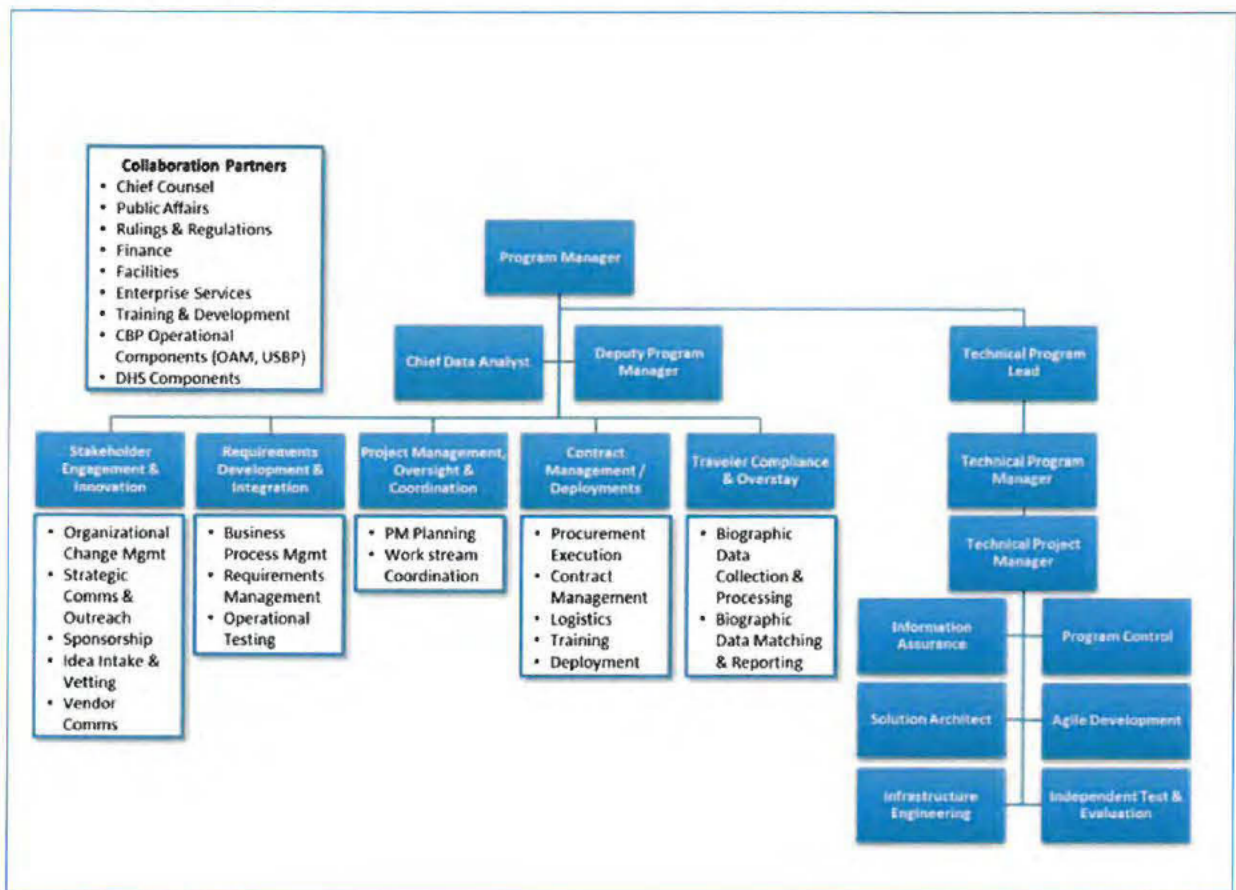 Collaboration Partners
• Chief Counsel
• Public Affairs
• Rulings & Regulations
• Finance
• Facilities
• Enterprise Services
• Training & Development
• CBP Operational
Components (OAM, USBP)
• DHS Components
Program Manager
Chief Data Analyst
Deputy Program
Manager
Technical Program
Lead
Stakeholder
Engagement &
Innovation
• Organizational
Change Mgmt
• Strategic
Comms &
Outreach
• Sponsorship
• Idea Intake &
Vetting
• Vendor
Comms
Requirements
Development &
Integration
• Business
Process Mgmt
• Requirements
Management
• Operational
Testing
Project Management,
Oversight &
Coordination
• PM Planning
• Work stream
Coordination
Contract
Management /
Deployments
• Procurement
Execution
• Contract
Management
• Logistics
• Training
• Deployment
Traveler Compliance
& Overstay
• Biographic
Data
Collection &
Processing
• Biographic
Data Matching
& Reporting
Technical Program
Manager
Technical Project
Manager
Information
Assurance
Program Control
Solution Architect
Agile Development
Infrastructure
Engineering
Independent Test &
Evaluation